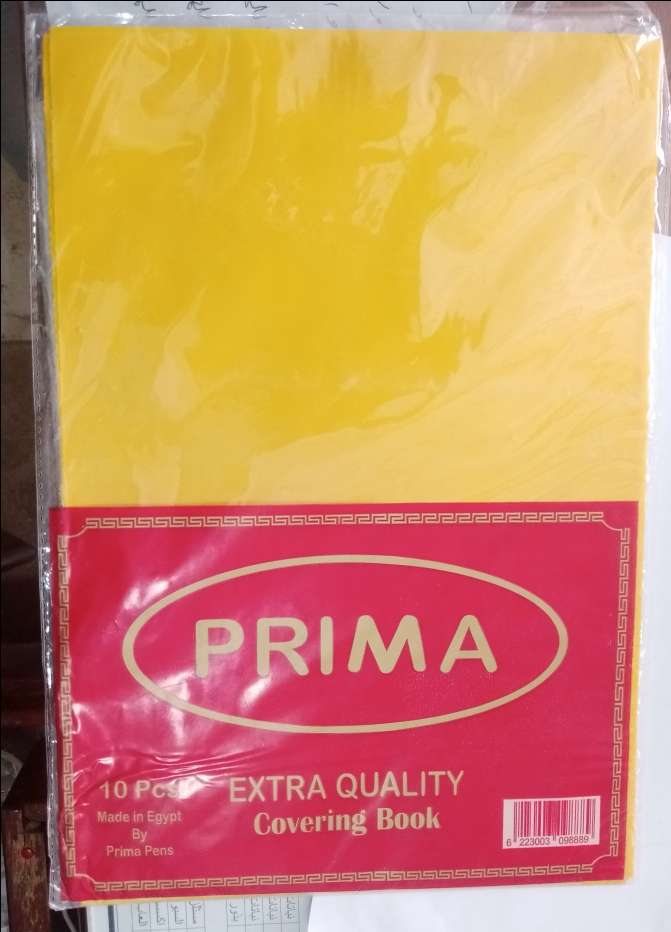 PRIMA
10 Pcs
EXTRA QUALITY
Covering Book
Made in Egypt
By
Prima Pens
6 223003 098889